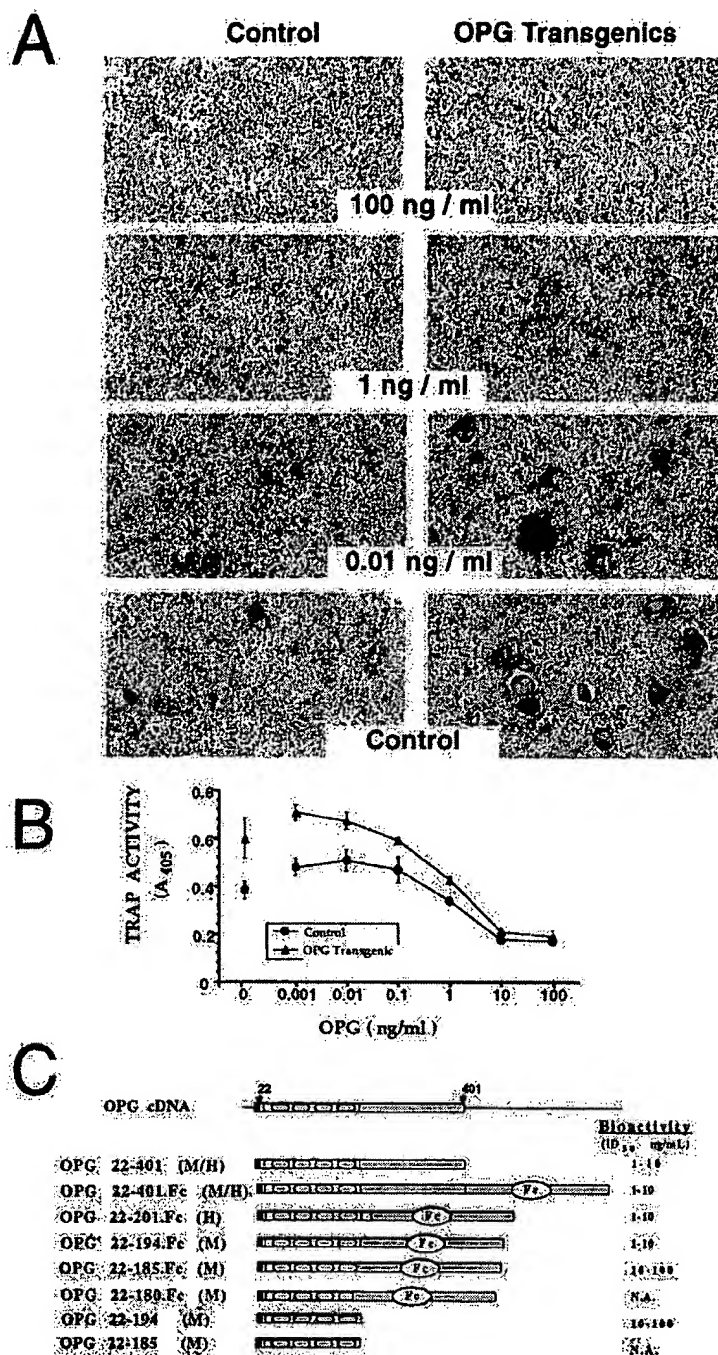 A
Control OPG Transgenics
100 ng / ml
1 ng / ml
0.01 ng / ml
Control
B
TRAP ACTIVITY
(A405)
0.8
0.6
0.4
0.2
0
Control
OPG Transgenic
0 0.001 0.01 0.1 1 10 100
OPG ( ng/ml )
C
22 401
OPG cDNA
Bioactivity
(ID50 ng/mL)
OPG 22-401 (M/H) 1-10
OPG 22-401.Fc (M/H) Fc 1-10
OPG 22-201.Fc (H) Fc 1-10
OPG 22-194.Fc (M) Fc 1-10
OPG 22-185.Fc (M) Fc 10-100
OPG 22-180.Fc (M) Fc N.A.
OPG 22-194 (M) 10-100
OPG 22-185 (M) N.A.